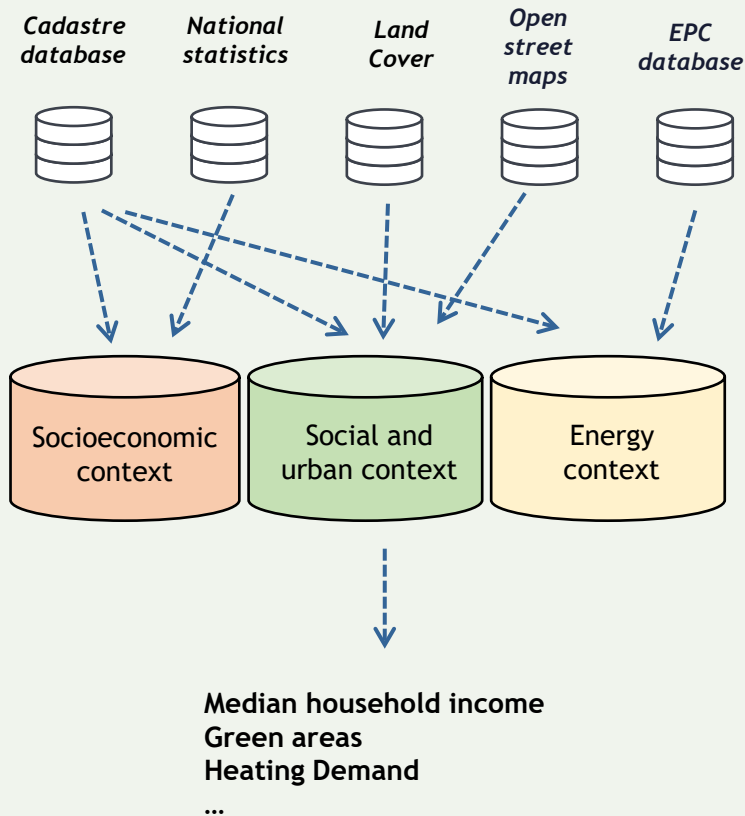 Cadastre
database
National
statistics
Land
Cover
Open
street
maps
EPC
database
Socioeconomic
context
Social and
urban context
Energy
context
Median household income
Green areas
Heating Demand
…